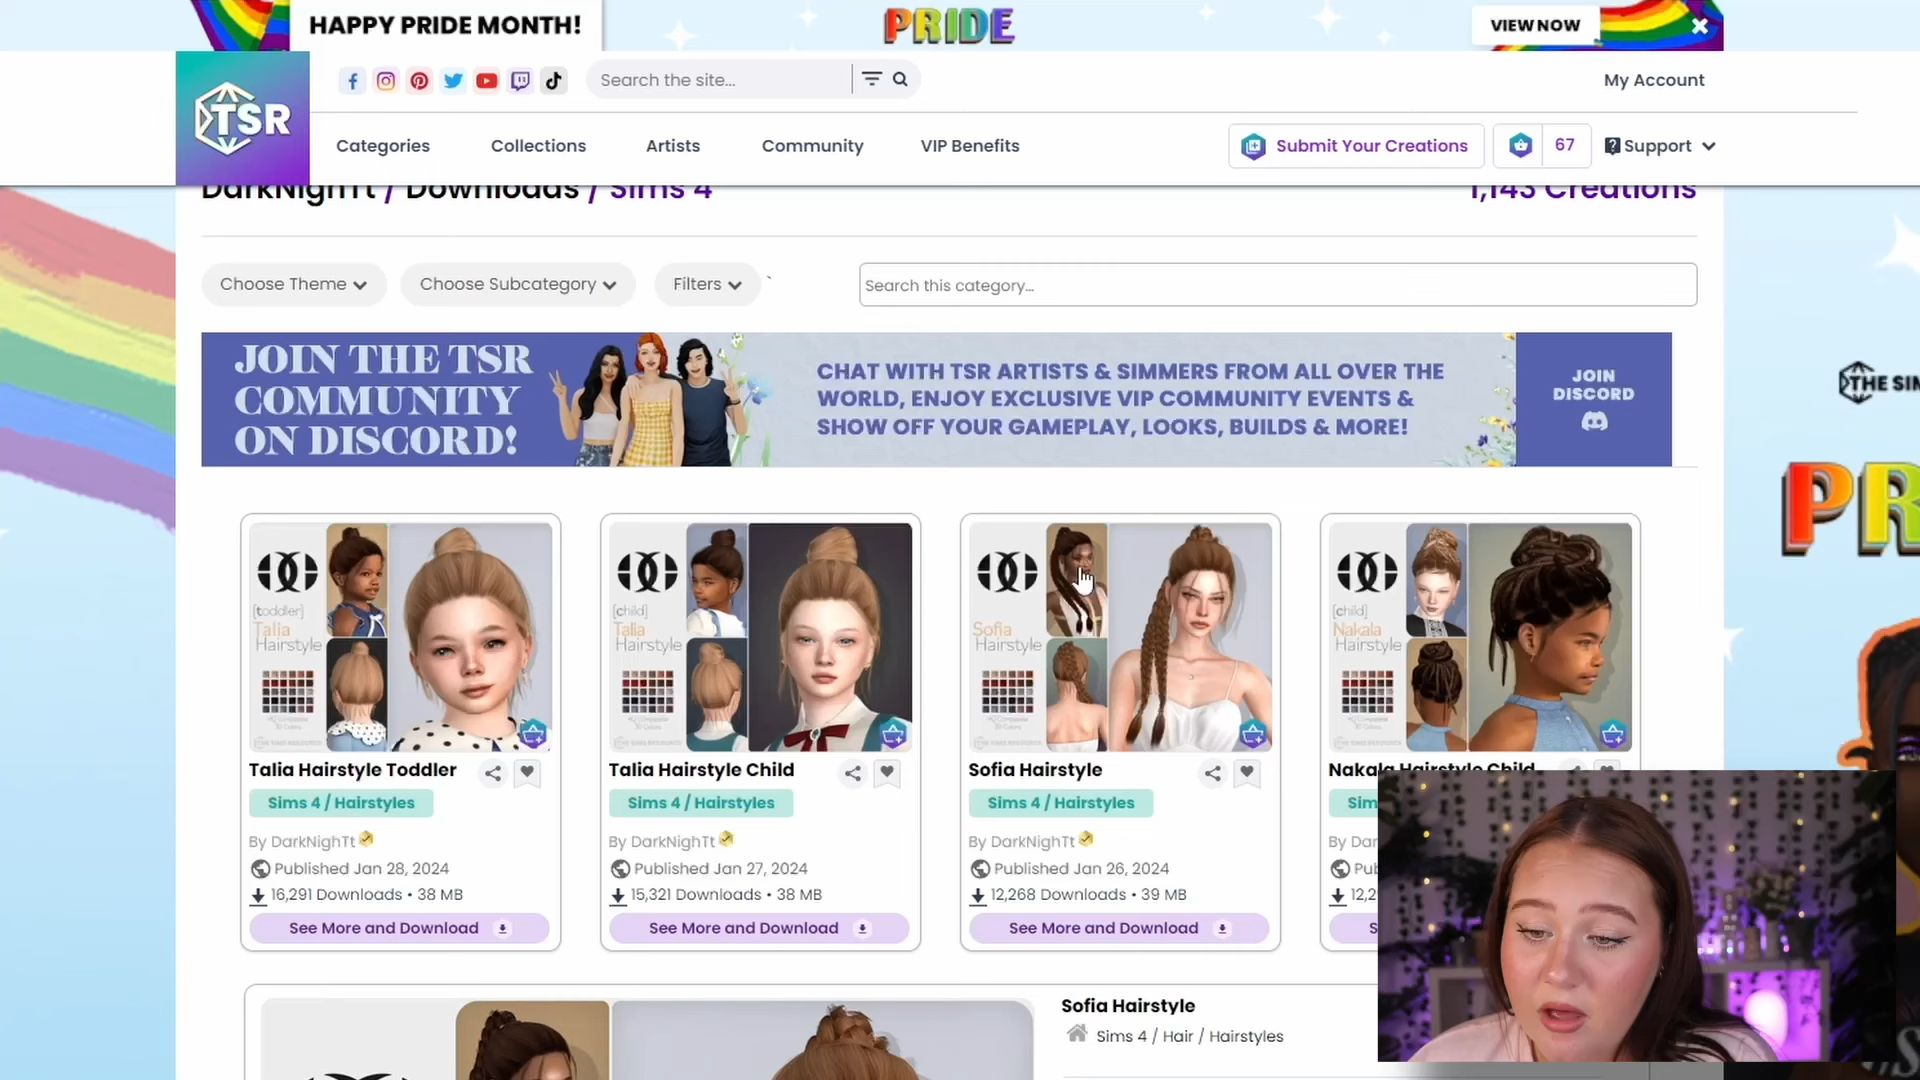 HAPPY PRIDE MONTH!
PRIDE
VIEW NOW
TSR
Search the site...
My Account
Categories
Collections
Artists
Community
VIP Benefits
Submit Your Creations
67
Support
DarkNighTt / Downloads / Sims 4
1,143 Creations
Choose Theme
Choose Subcategory
Filters
Search this category...
JOIN THE TSR
COMMUNITY
ON DISCORD!
CHAT WITH TSR ARTISTS & SIMMERS FROM ALL OVER THE
WORLD, ENJOY EXCLUSIVE VIP COMMUNITY EVENTS &
SHOW OFF YOUR GAMEPLAY, LOOKS, BUILDS & MORE!
JOIN
DISCORD
THE SIM
PR
[toddler]
Talia
Hairstyle
[child]
Talia
Hairstyle
Sofia
Hairstyle
[child]
Nakala
Hairstyle
Talia Hairstyle Toddler
Sims 4 / Hairstyles
By DarkNighTt
Published Jan 28, 2024
16,291 Downloads • 38 MB
See More and Download
Talia Hairstyle Child
Sims 4 / Hairstyles
By DarkNighTt
Published Jan 27, 2024
15,321 Downloads • 38 MB
See More and Download
Sofia Hairstyle
Sims 4 / Hairstyles
By DarkNighTt
Published Jan 26, 2024
12,268 Downloads • 39 MB
See More and Download
Nakala Hairstyle Child
Sim
By Dar
Pub
12,2
S
Sofia Hairstyle
Sims 4 / Hair / Hairstyles